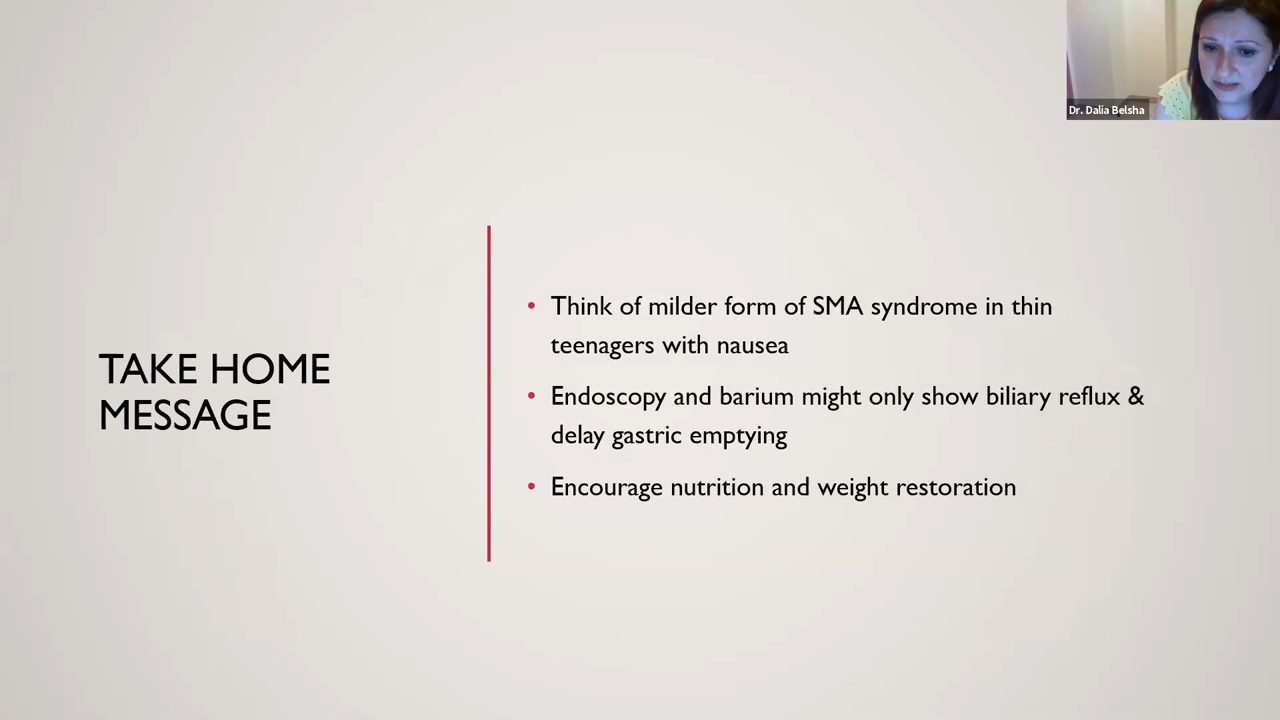 Dr. Dalia Belsha
TAKE HOME
MESSAGE
• Think of milder form of SMA syndrome in thin
teenagers with nausea
• Endoscopy and barium might only show biliary reflux &
delay gastric emptying
• Encourage nutrition and weight restoration